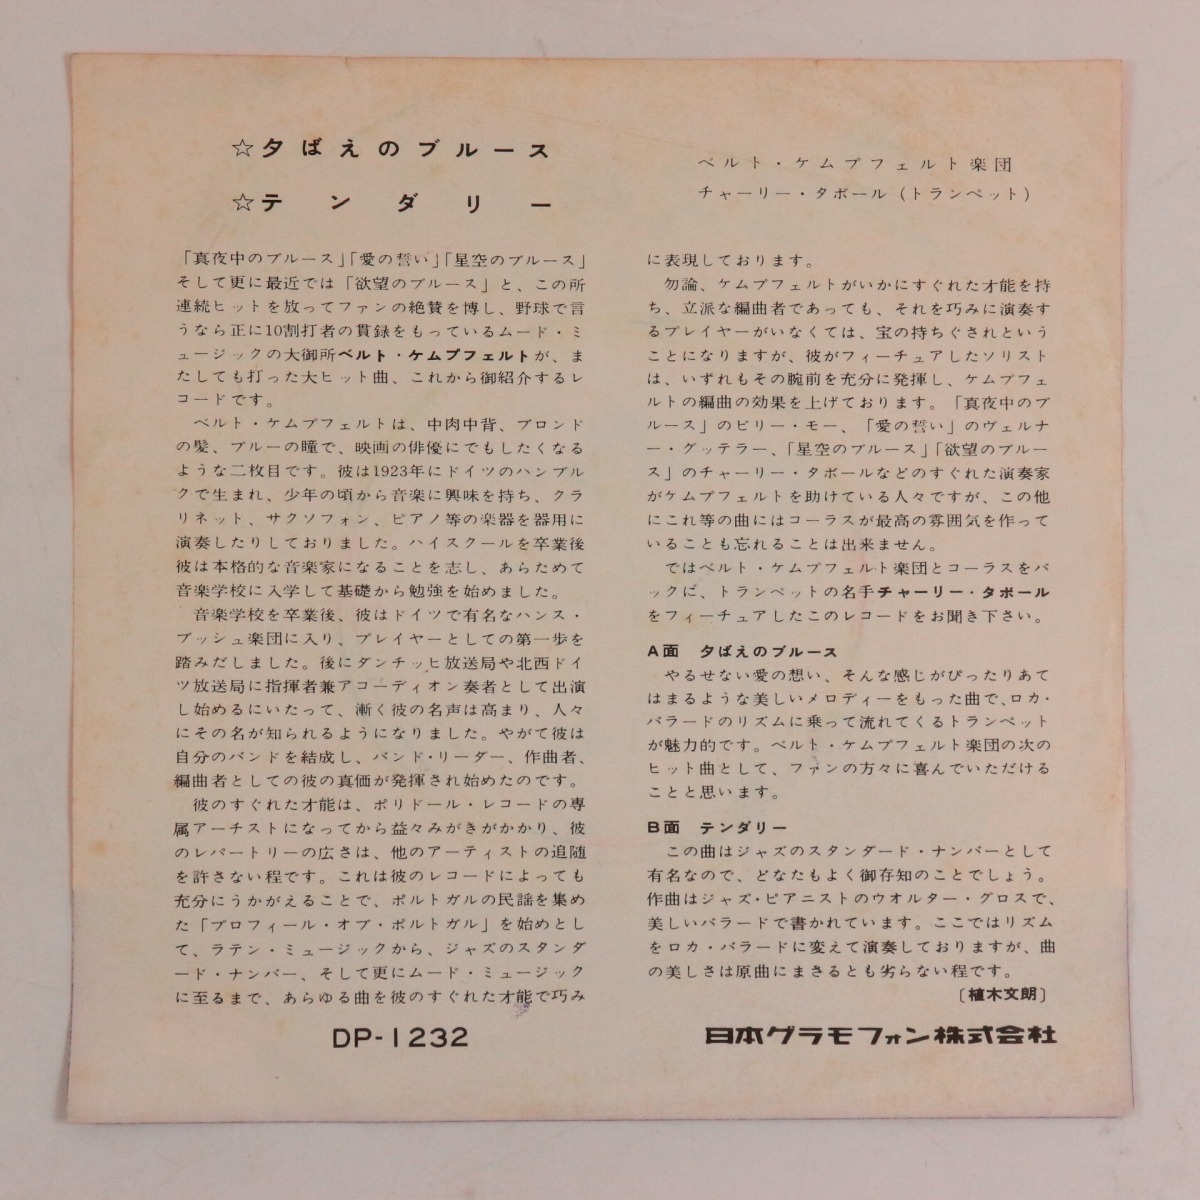 ☆夕ばえのブルース
☆テンダリー
ベルト・ケムプフェルト楽団
チャーリー・タボール（トランペット）
「真夜中のブルース」「愛の誓い」「星空のブルース」
そして更に最近では「欲望のブルース」と、この所
連続ヒットを放ってファンの絶賛を博し、野球で言
うなら正に10割打者の貫録をもっているムード・ミ
ュージックの大御所ベルト・ケムプフェルトが、ま
たしても打った大ヒット曲、これから御紹介するレ
コードです。
ベルト・ケムプフェルトは、中肉中背、ブロンド
の髪、ブルーの瞳で、映画の俳優にでもしたくなる
ような二枚目です。彼は1923年にドイツのハンブル
クで生まれ、少年の頃から音楽に興味を持ち、クラ
リネット、サクソフォン、ピアノ等の楽器を器用に
演奏したりしておりました。ハイスクールを卒業後
彼は本格的な音楽家になることを志し、あらためて
音楽学校に入学して基礎から勉強を始めました。
音楽学校を卒業後、彼はドイツで有名なハンス・
ブッシュ楽団に入り、プレイヤーとしての第一歩を
踏みだしました。後にダンチッヒ放送局や北西ドイ
ツ放送局に指揮者兼アコーディオン奏者として出演
し始めるにいたって、漸く彼の名声は高まり、人々
にその名が知られるようになりました。やがて彼は
自分のバンドを結成し、バンド・リーダー、作曲者、
編曲者としての彼の真価が発揮され始めたのです。
彼のすぐれた才能は、ポリドール・レコードの専
属アーチストになってから益々みがきがかかり、彼
のレパートリーの広さは、他のアーティストの追随
を許さない程です。これは彼のレコードによっても
充分にうかがえることで、ポルトガルの民謡を集め
た「プロフィール・オブ・ポルトガル」を始めとし
て、ラテン・ミュージックから、ジャズのスタンダ
ード・ナンバー、そして更にムード・ミュージック
に至るまで、あらゆる曲を彼のすぐれた才能で巧み
に表現しております。
勿論、ケムプフェルトがいかにすぐれた才能を持
ち、立派な編曲者であっても、それを巧みに演奏す
るプレイヤーがいなくては、宝の持ちぐされという
ことになりますが、彼がフィーチュアしたソリスト
は、いずれもその腕前を充分に発揮し、ケムプフェ
ルトの編曲の効果を上げております。「真夜中のブ
ルース」のビリー・モー、「愛の誓い」のヴェルナ
ー・グッテラー、「星空のブルース」「欲望のブルー
ス」のチャーリー・タボールなどのすぐれた演奏家
がケムプフェルトを助けている人々ですが、この他
にこれ等の曲にはコーラスが最高の雰囲気を作って
いることも忘れることは出来ません。
ではベルト・ケムプフェルト楽団とコーラスをバ
ックに、トランペットの名手チャーリー・タボール
をフィーチュアしたこのレコードをお聞き下さい。
A面 夕ばえのブルース
やるせない愛の想い、そんな感じがぴったりあて
はまるような美しいメロディーをもった曲で、ロカ・
バラードのリズムに乗って流れてくるトランペット
が魅力的です。ベルト・ケムプフェルト楽団の次の
ヒット曲として、ファンの方々に喜んでいただける
ことと思います。
B面 テンダリー
この曲はジャズのスタンダード・ナンバーとして
有名なので、どなたもよく御存知のことでしょう。
作曲はジャズ・ピアニストのウオルター・グロスで、
美しいバラードで書かれています。ここではリズム
をロカ・バラードに変えて演奏しておりますが、曲
の美しさは原曲にまさるとも劣らない程です。
〔植木文朗〕
DP-1232
日本グラモフォン株式会社